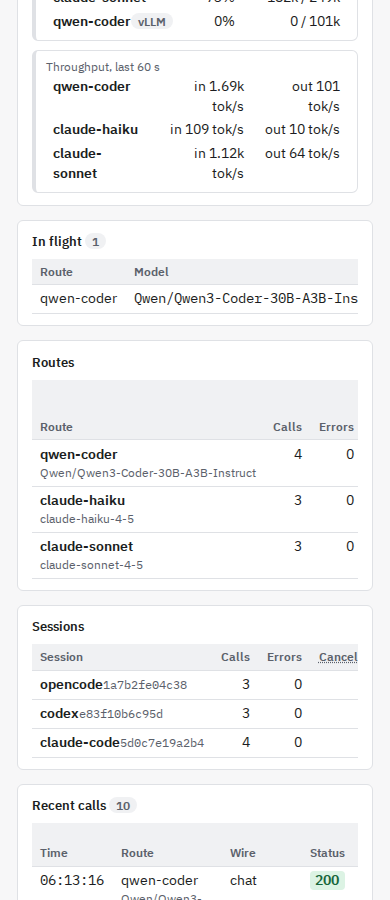 qwen-coder vLLM 0% 0 / 101k
Throughput, last 60 s
qwen-coder in 1.69k tok/s out 101 tok/s
claude-haiku in 109 tok/s out 10 tok/s
claude-sonnet in 1.12k tok/s out 64 tok/s
In flight 1
Route Model
qwen-coder Qwen/Qwen3-Coder-30B-A3B-Ins
Routes
Route Calls Errors
qwen-coder 4 0
Qwen/Qwen3-Coder-30B-A3B-Instruct
claude-haiku 3 0
claude-haiku-4-5
claude-sonnet 3 0
claude-sonnet-4-5
Sessions
Session Calls Errors Cancel
opencode1a7b2fe04c38 3 0
codexe83f10b6c95d 3 0
claude-code5d0c7e19a2b4 4 0
Recent calls 10
Time Route Wire Status
06:13:16 qwen-coder chat 200
Qwen/Qwen3-